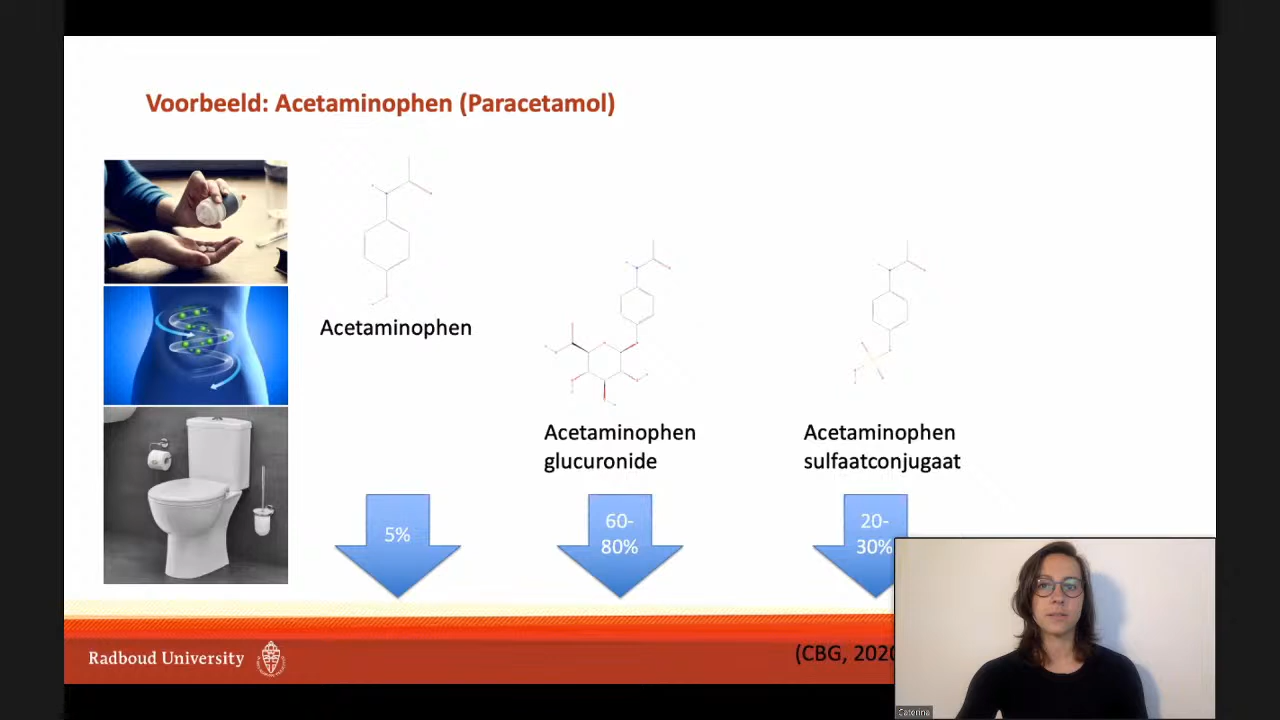 Voorbeeld: Acetaminophen (Paracetamol)
Acetaminophen
Acetaminophen
glucuronide
Acetaminophen
sulfaatconjugaat
5%
60-
80%
20-
30%
Radboud University
(CBG, 2020
Caterina